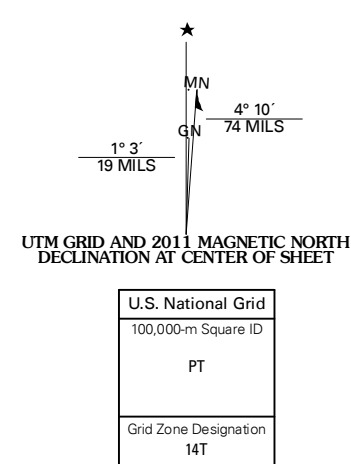 MN
4° 10´
74 MILS
GN
1° 3´
19 MILS
UTM GRID AND 2011 MAGNETIC NORTH
DECLINATION AT CENTER OF SHEET
U.S. National Grid
100,000-m Square ID
PT
Grid Zone Designation
14T